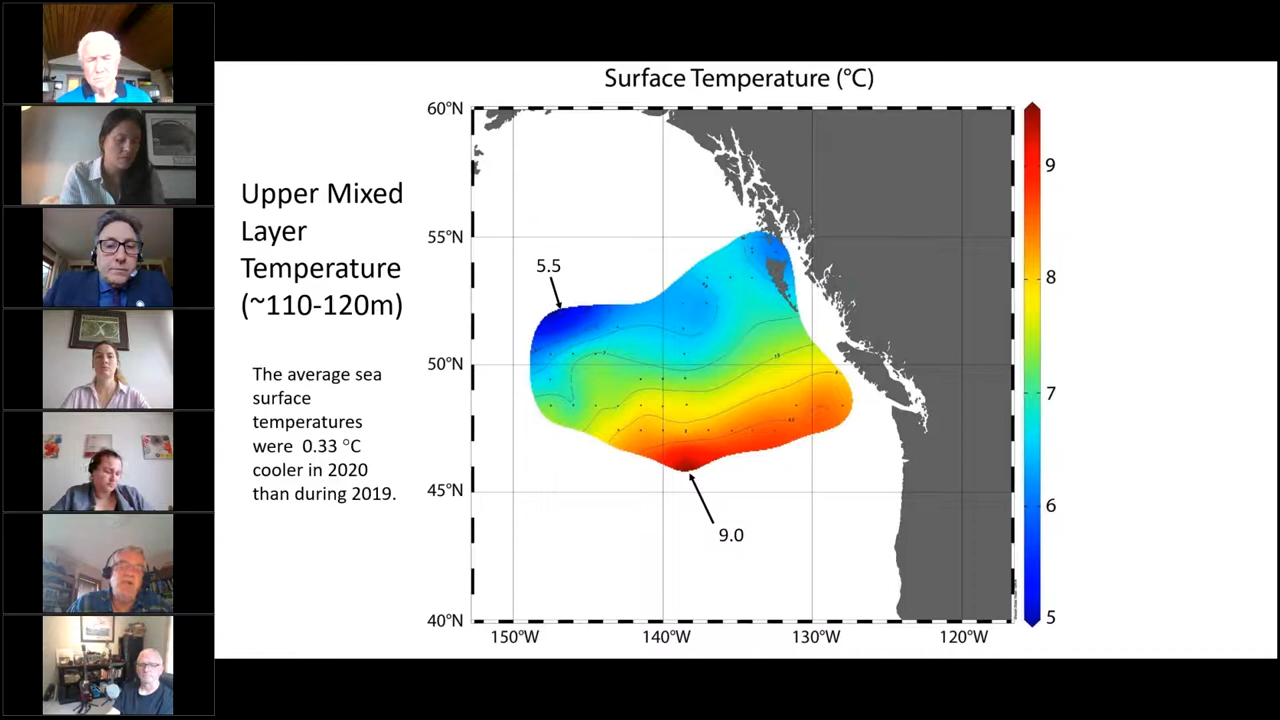 Surface Temperature (°C)
Upper Mixed
Layer
Temperature
(~110-120m)
The average sea
surface
temperatures
were 0.33 °C
cooler in 2020
than during 2019.
60°N
55°N
50°N
45°N
40°N
150°W
140°W
130°W
120°W
5.5
9.0
9
8
7
6
5